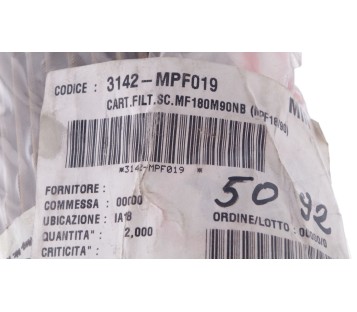 CODICE : 3142-MPF019
CART.FILT.SC.MF180M90NB
*3142-MPF019 *
FORNITORE :
COMMESSA :
UBICAZIONE : IA18
QUANTITA" : 2,000
CRITICITA" :
50 92
ORDINE/LOTTO :